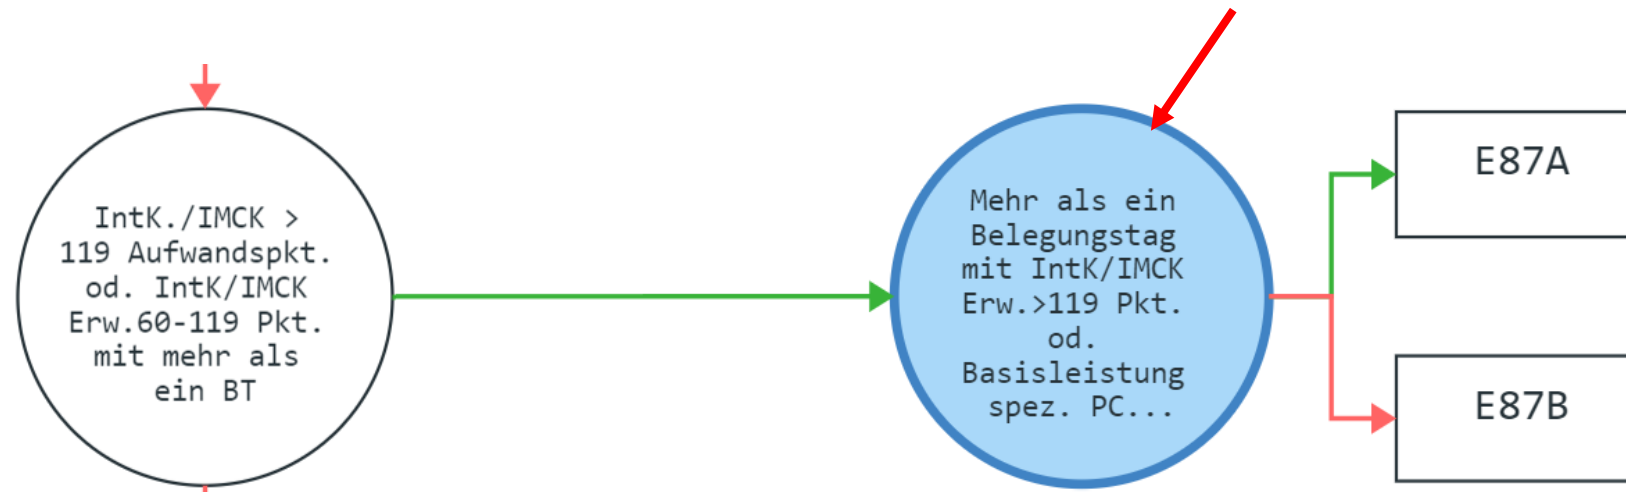 IntK./IMCK >
119 Aufwandspkt.
od. IntK/IMCK
Erw.60-119 Pkt.
mit mehr als
ein BT
Mehr als ein
Belegungstag
mit IntK/IMCK
Erw.>119 Pkt.
od.
Basisleistung
spez. PC...
E87A
E87B